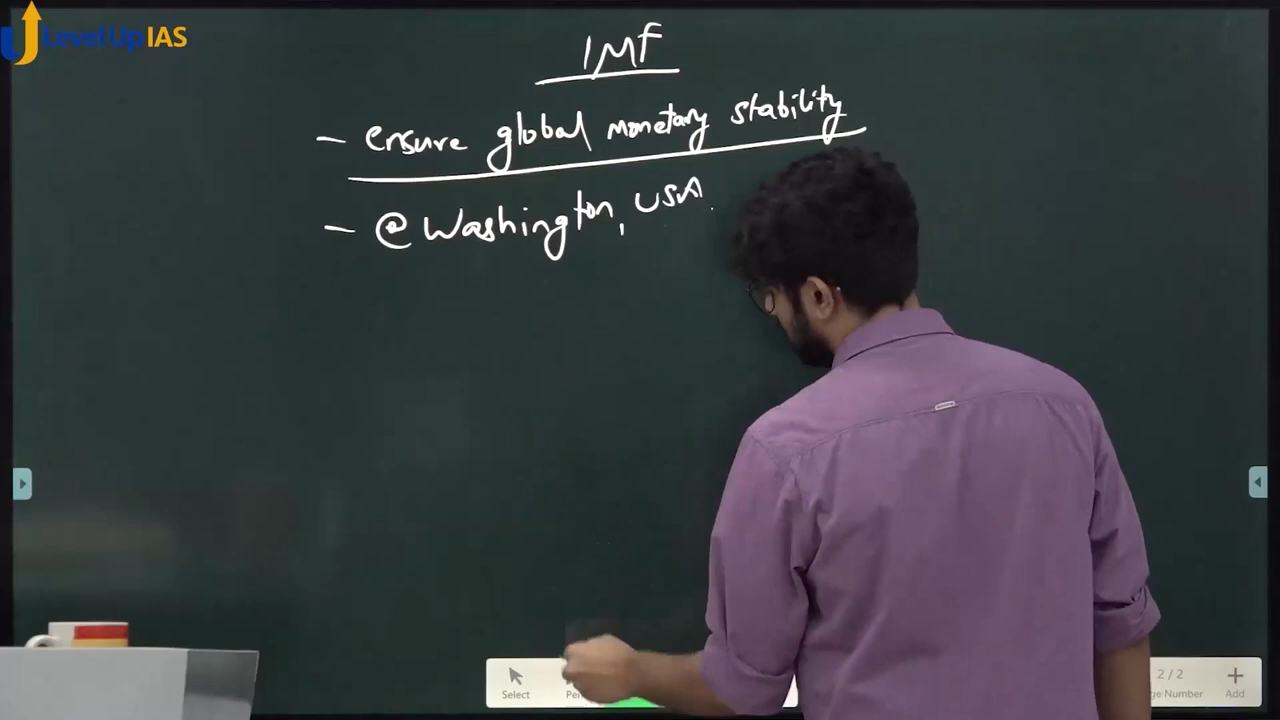 Level Up IAS
IMF
- ensure global monetary stability
- @ Washington, USA.
Select
2 / 2
Add